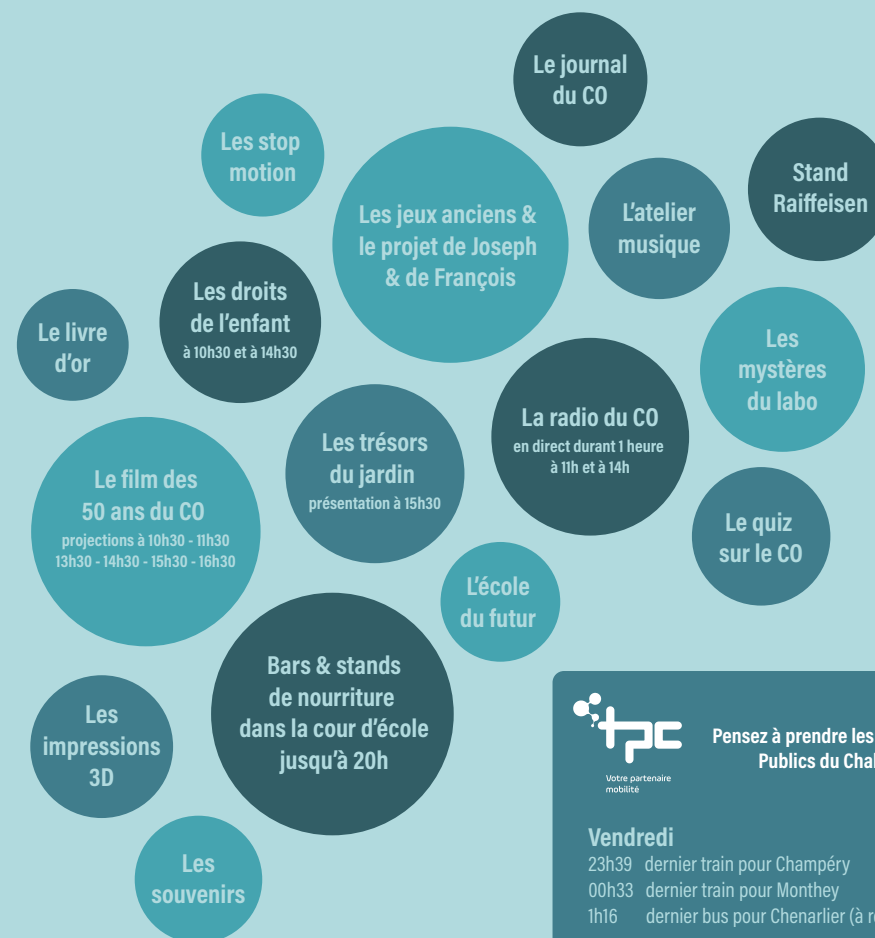 Le journal
du CO
Les stop
motion
Les jeux anciens &
le projet de Joseph
& de François
L'atelier
musique
Stand
Raiffeisen
Les droits
de l'enfant
à 10h30 et à 14h30
Le livre
d'or
Les
mystères
du labo
La radio du CO
en direct durant 1 heure
à 11h et à 14h
Les trésors
du jardin
présentation à 15h30
Le film des
50 ans du CO
projections à 10h30 - 11h30
13h30 - 14h30 - 15h30 - 16h30
Le quiz
sur le CO
L'école
du futur
Bars & stands
de nourriture
dans la cour d'école
jusqu'à 20h
Les
impressions
3D
Les
souvenirs
tpc
Votre partenaire
mobilité
Pensez à prendre les
Publics du
Vendredi
23h39 dernier train pour Champéry
00h33 dernier train pour Monthey
1h16 dernier bus pour Chenarlier (à